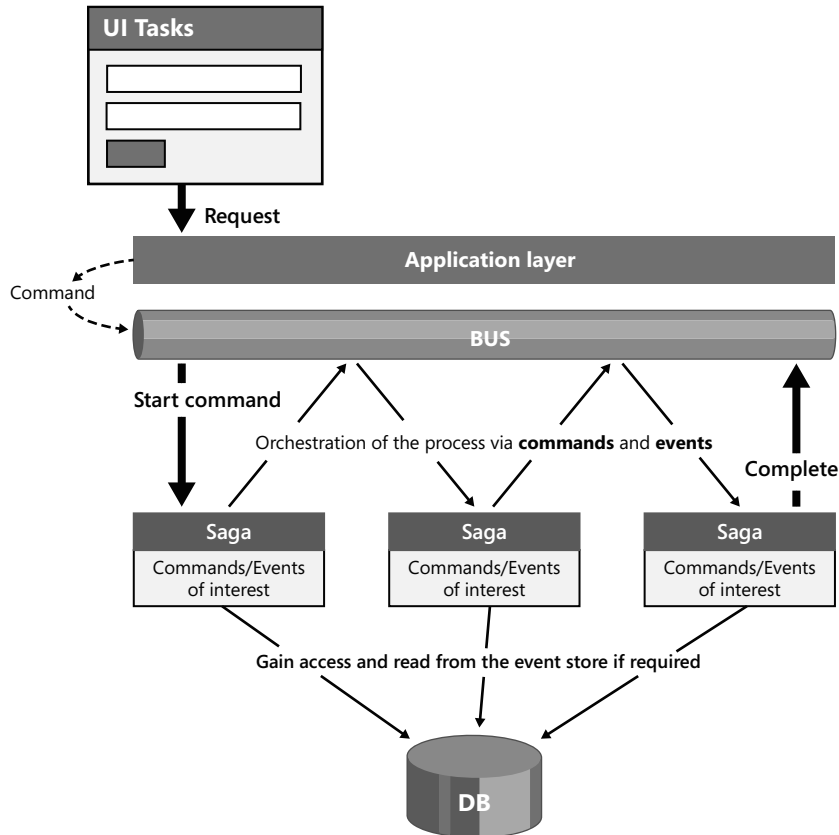 UI Tasks
Request
Application layer
Command
BUS
Start command
Orchestration of the process via commands and events
Complete
Saga
Commands/Events
of interest
Saga
Commands/Events
of interest
Saga
Commands/Events
of interest
Gain access and read from the event store if required
DB